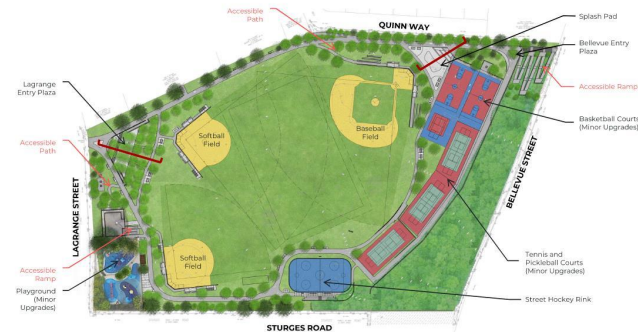 Accessible
Path
QUINN WAY
Splash Pad
Bellevue Entry
Plaza
Accessible Ramp
Basketball Courts
(Minor Upgrades)
Lagrange
Entry Plaza
Softball
Field
Baseball
Field
Accessible
Path
LAGRANGE STREET
BELLEVUE STREET
Accessible
Ramp
Playground
(Minor
Upgrades)
Softball
Field
Tennis and
Pickleball Courts
(Minor Upgrades)
Street Hockey Rink
STURGES ROAD